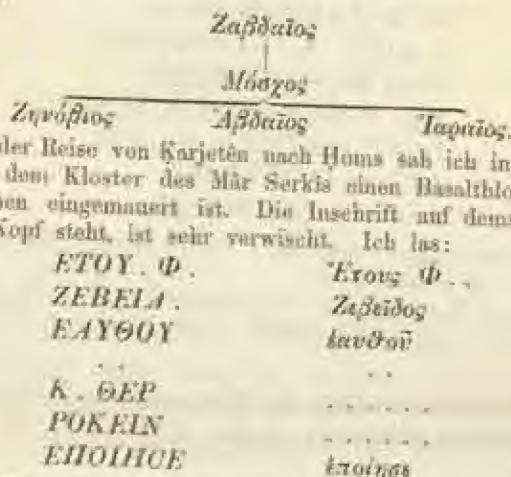 Ζαβδαῖος
Μόσχος
Ζηνόβιος Ἀβδαῖος Ἰαραῖος.
der Reise von Karjetên nach Ḥoms sah ich in
dem Kloster des Mâr Serkis einen Basaltblo
en eingemauert ist. Die Inschrift auf dem
Kopf steht, ist sehr verwischt. Ich las:
ΕΤΟΥ . Φ . Ἔτους Φ . .
ΖΕΒΕΙΔ . Ζεβεῖδος
ΕΑΥΘΟΥ ἑαυθοῦ
. . . .
Κ . ΘΕΡ . . . . . .
ΡΟΚΕΙΝ . . . . . .
ΕΠΟΙΗCΕ ἐποίησε